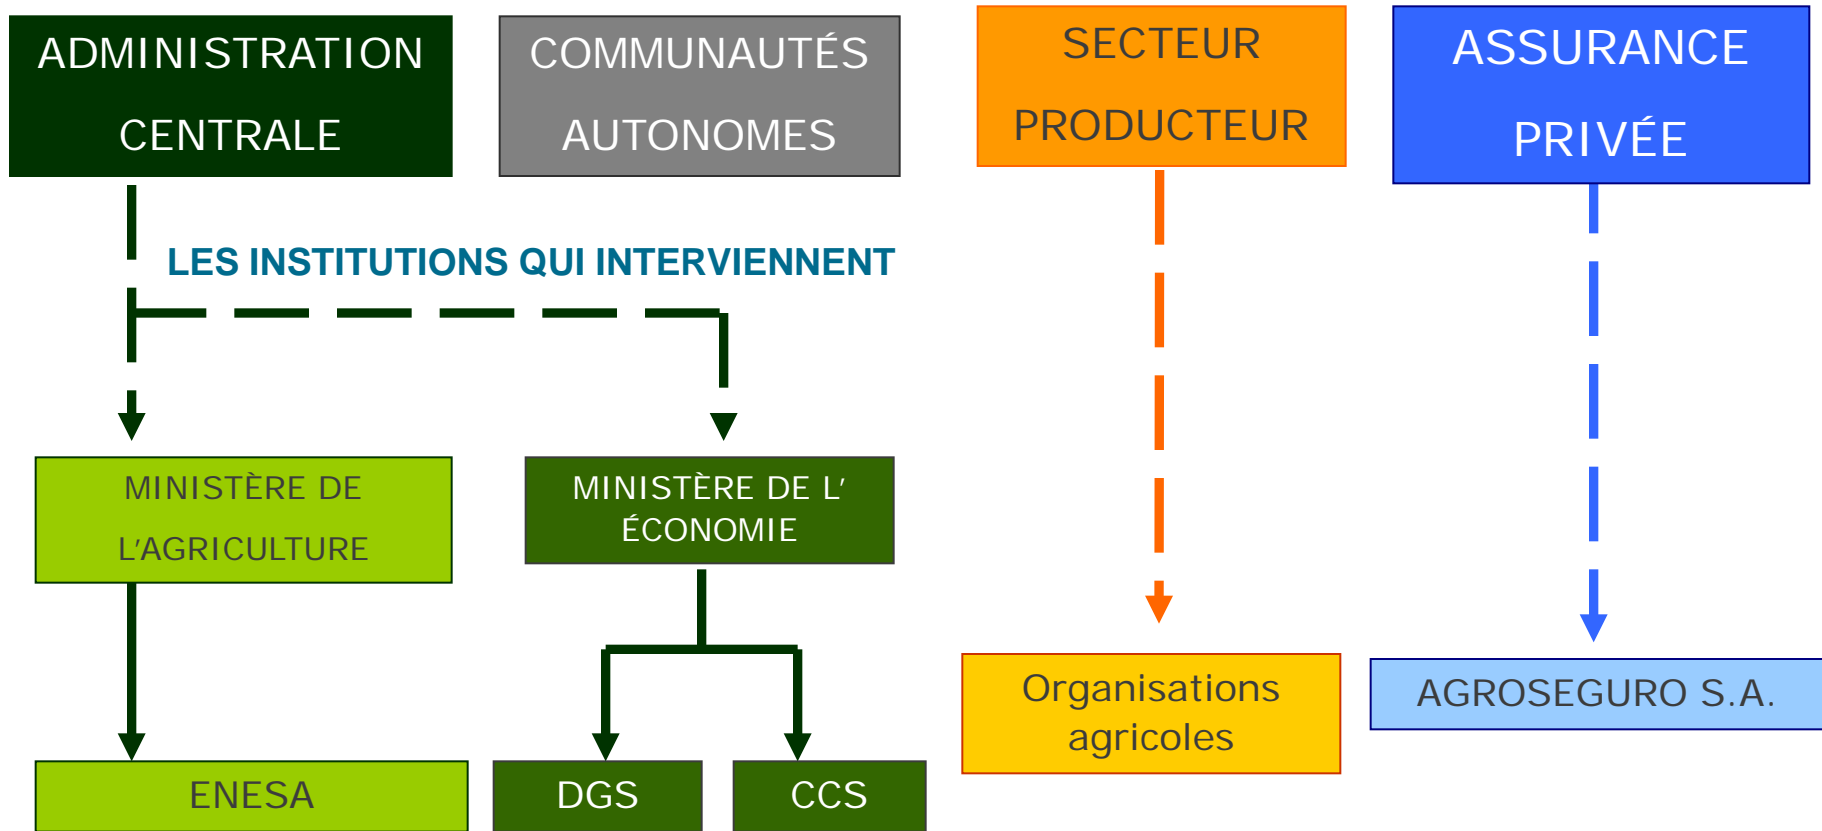 ADMINISTRATION
CENTRALE
COMMUNAUTÉS
AUTONOMES
SECTEUR
PRODUCTEUR
ASSURANCE
PRIVÉE
LES INSTITUTIONS QUI INTERVIENNENT
MINISTÈRE DE
L'AGRICULTURE
MINISTÈRE DE L'
ÉCONOMIE
Organisations
agricoles
AGROSEGURO S.A.
ENESA
DGS
CCS